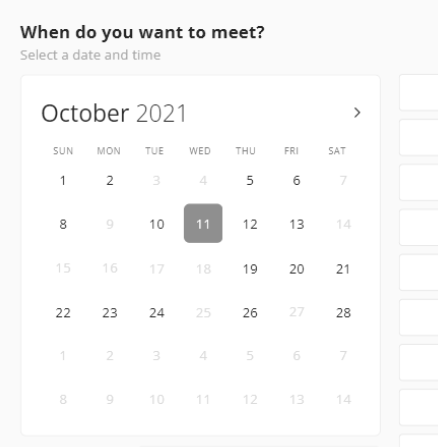 When do you want to meet?
Select a date and time
October 2021 >
SUN MON TUE WED THU FRI SAT
1 2 3 4 5 6 7
8 9 10 11 12 13 14
15 16 17 18 19 20 21
22 23 24 25 26 27 28
1 2 3 4 5 6 7
8 9 10 11 12 13 14